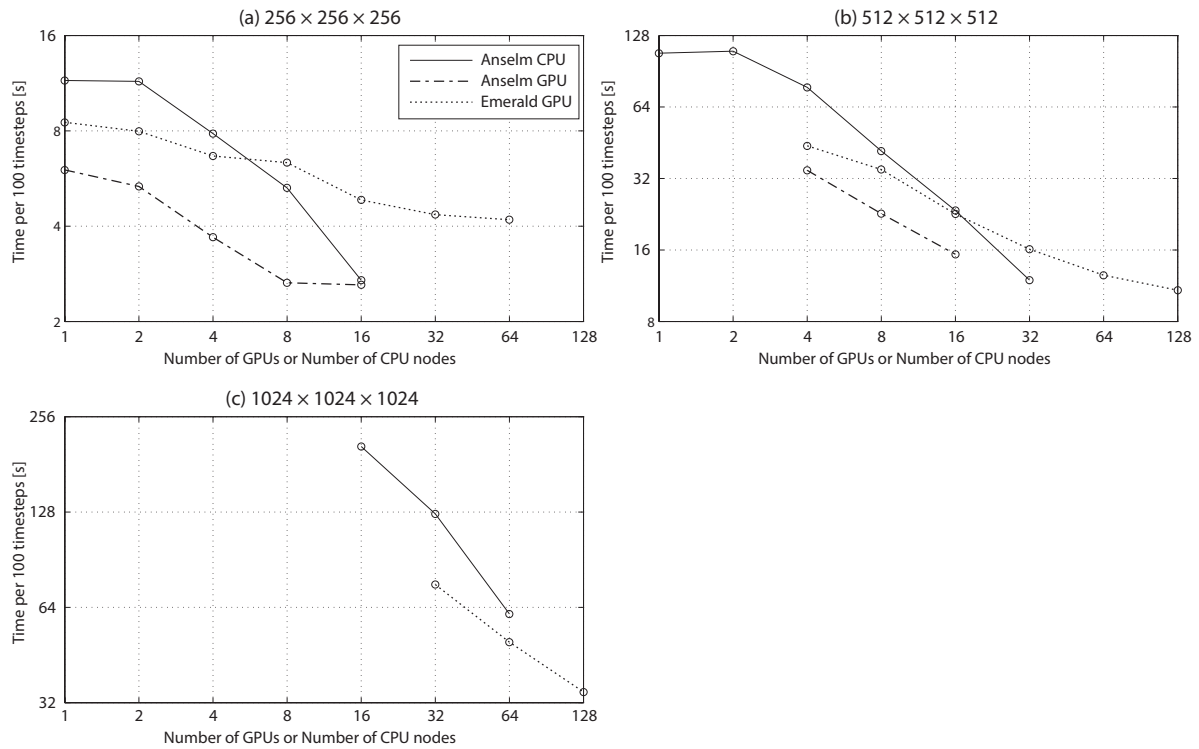 (a) 256 × 256 × 256
16
8
4
2
Time per 100 timesteps [s]
1 2 4 8 16 32 64 128
Number of GPUs or Number of CPU nodes
Anselm CPU
Anselm GPU
Emerald GPU
(b) 512 × 512 × 512
128
64
32
16
8
Time per 100 timesteps [s]
1 2 4 8 16 32 64 128
Number of GPUs or Number of CPU nodes
(c) 1024 × 1024 × 1024
256
128
64
32
Time per 100 timesteps [s]
1 2 4 8 16 32 64 128
Number of GPUs or Number of CPU nodes